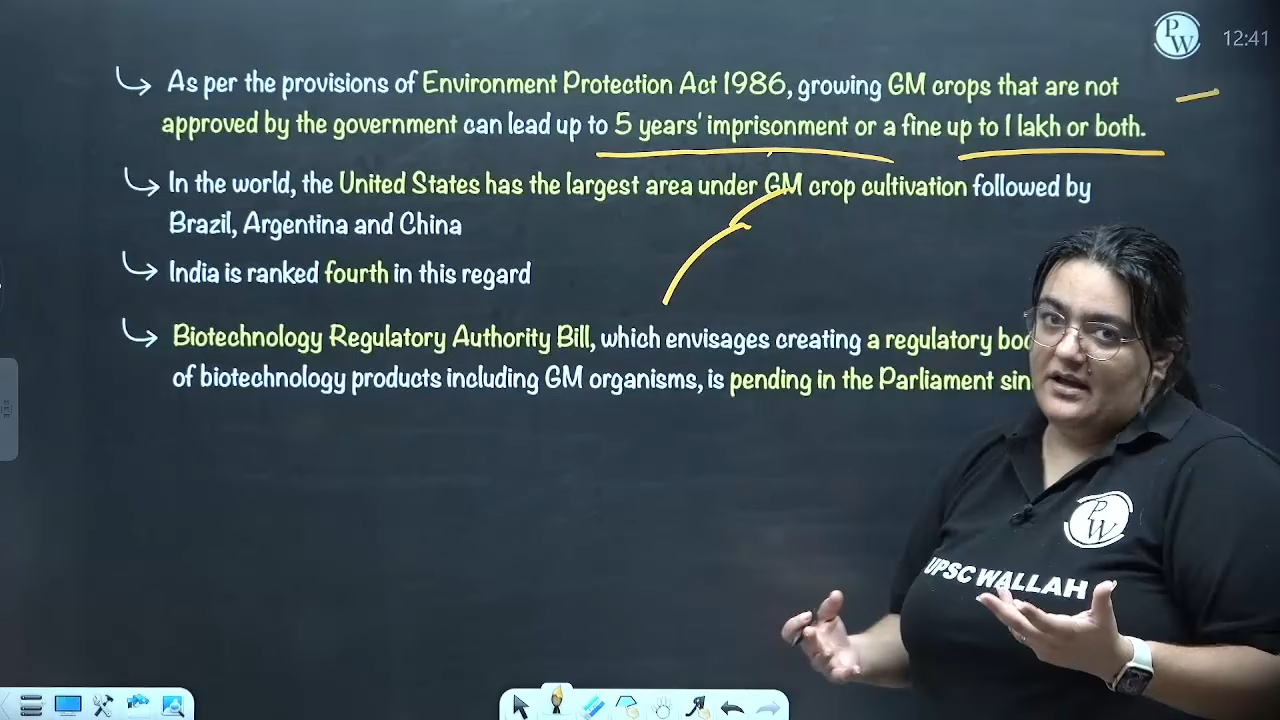 PW
12:41
As per the provisions of Environment Protection Act 1986, growing GM crops that are not
approved by the government can lead up to 5 years' imprisonment or a fine up to 1 lakh or both.
In the world, the United States has the largest area under GM crop cultivation followed by
Brazil, Argentina and China
India is ranked fourth in this regard
Biotechnology Regulatory Authority Bill, which envisages creating a regulatory
of biotechnology products including GM organisms, is pending in the Parliament
PW
UPSC WALLAH